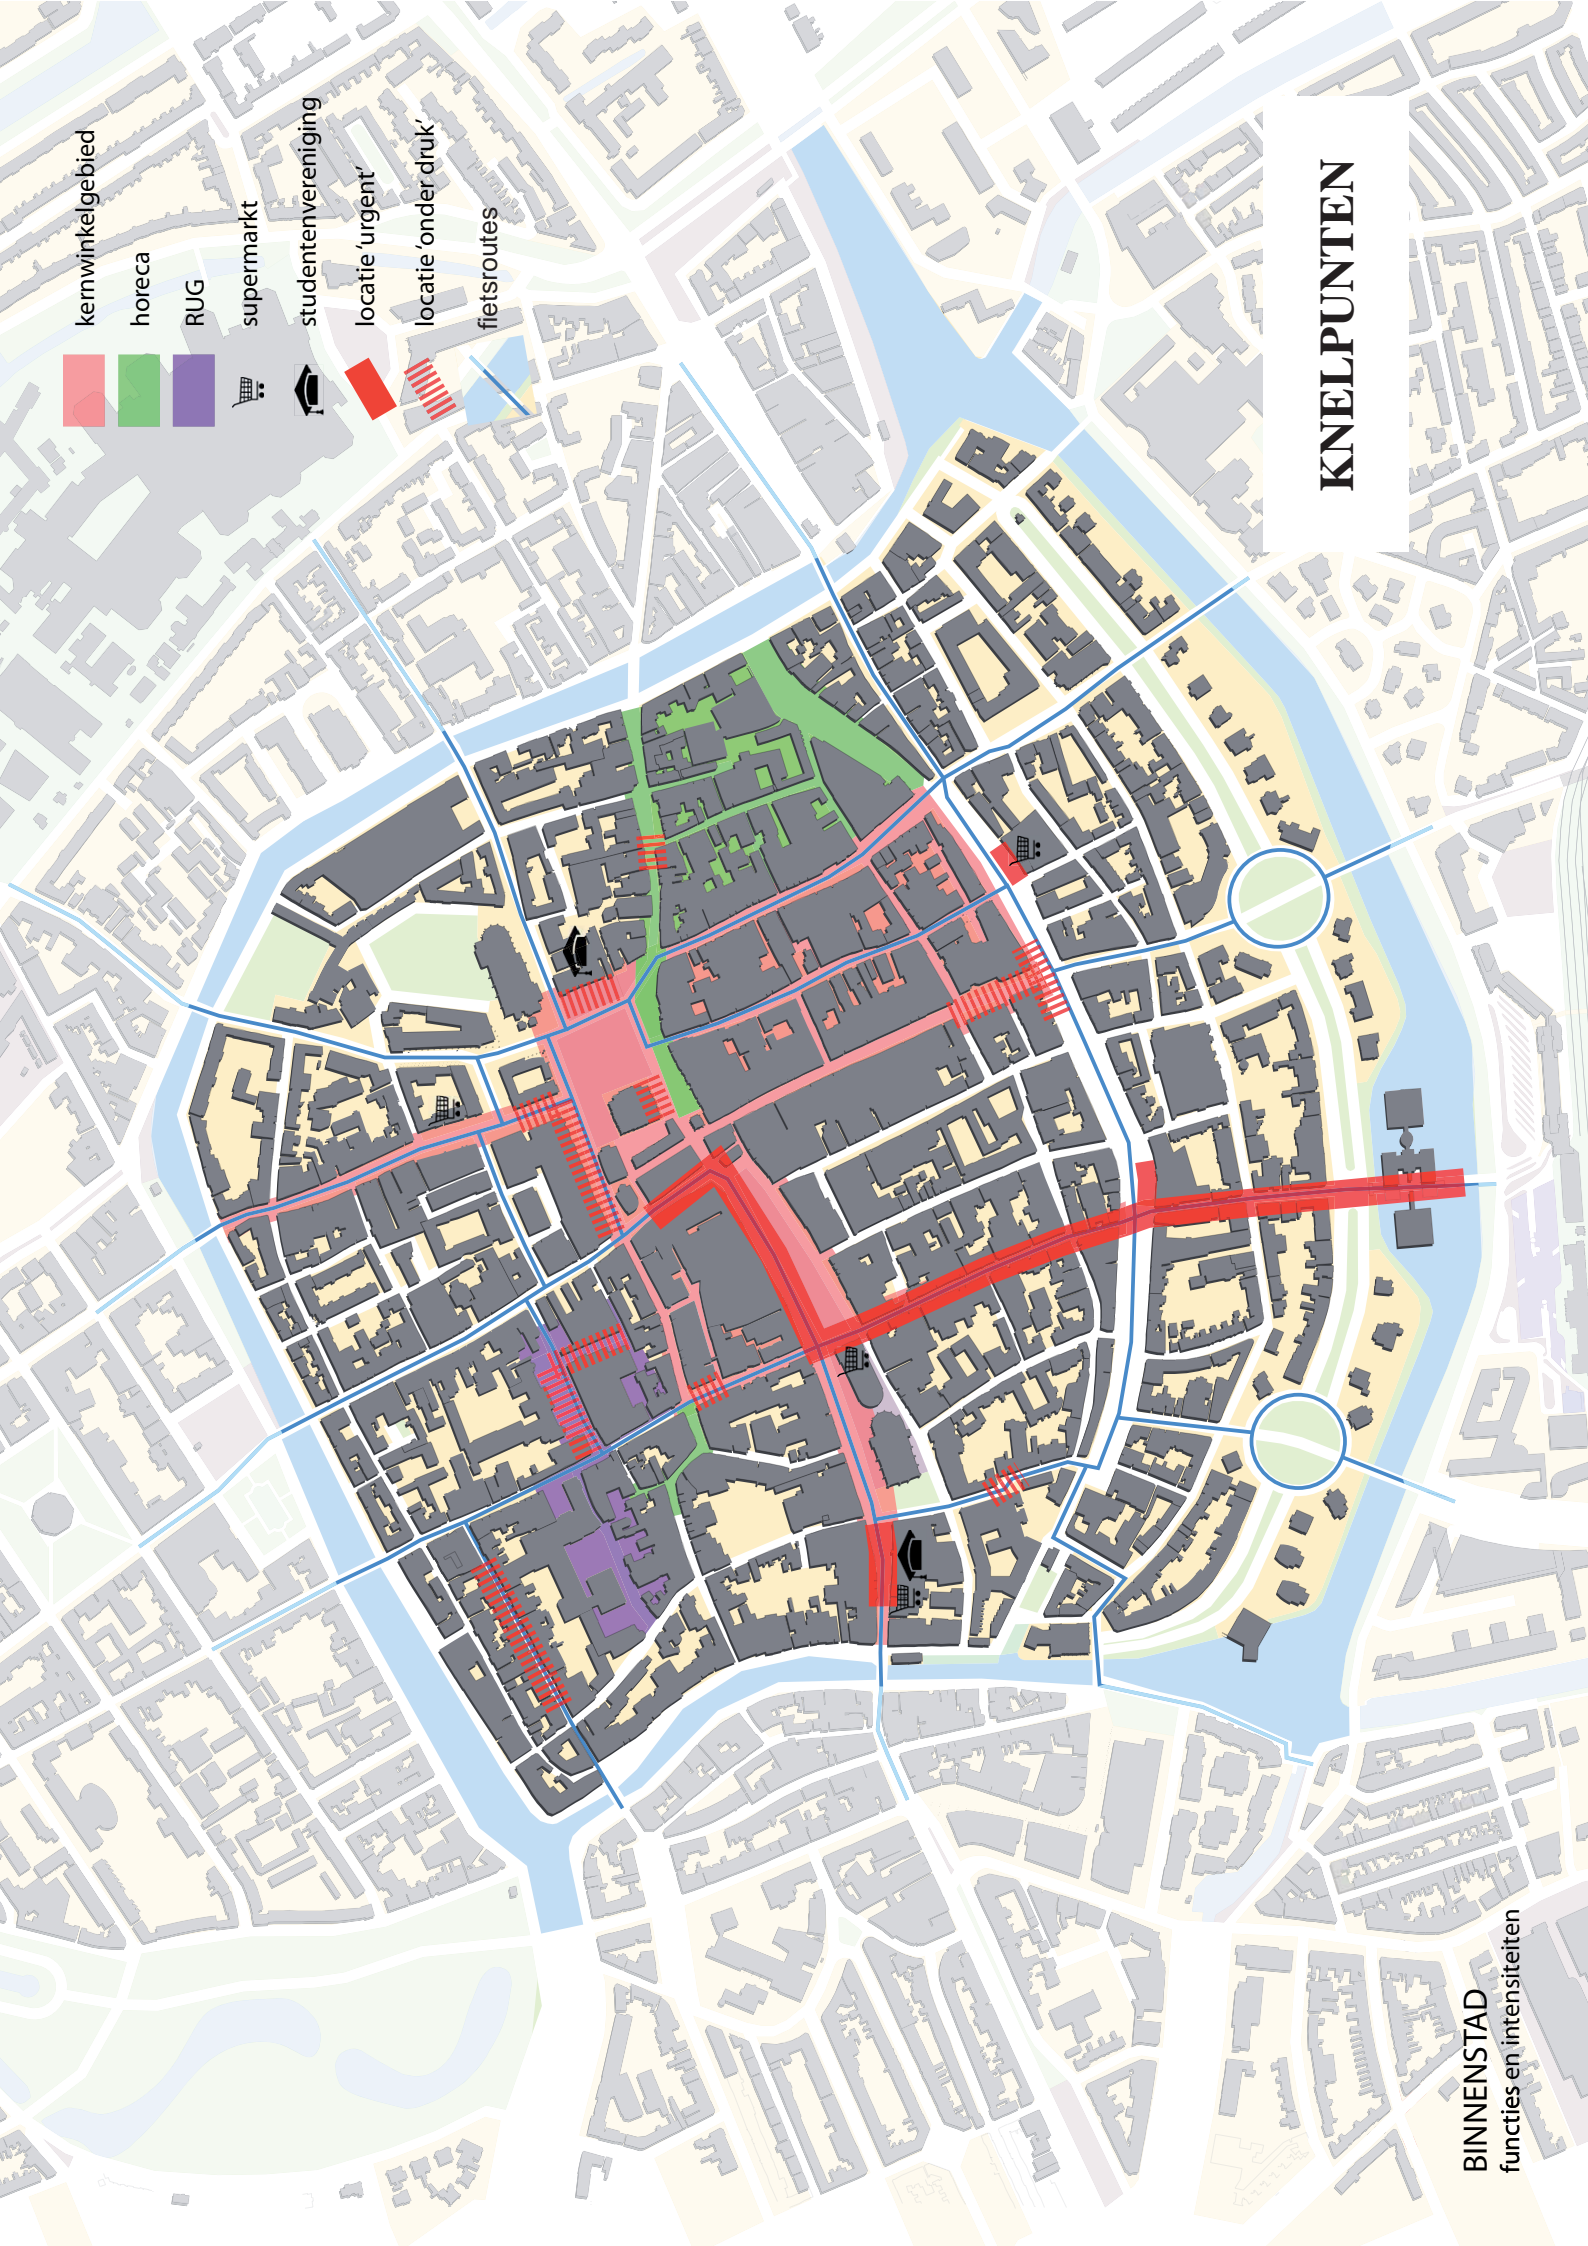 kernwinkelgebied
horeca
RUG
supermarkt
studentenvereniging
locatie ‘urgent’
locatie ‘onder druk’
fietsroutes
KNELPUNTEN
BINNENSTAD
functies en intensiteiten